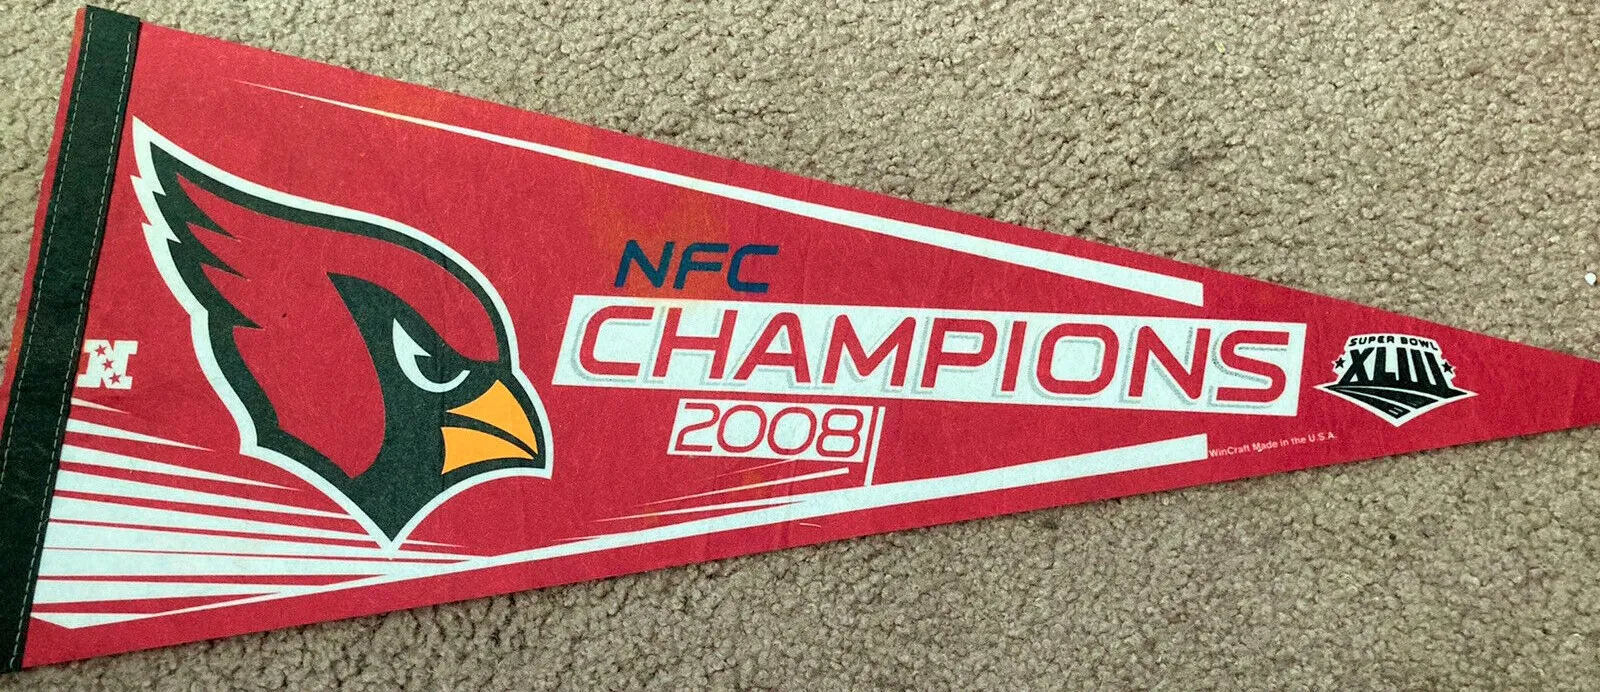 N
NFC
CHAMPIONS
2008
SUPER BOWL
XLIII
WinCraft Made in the U.S.A.